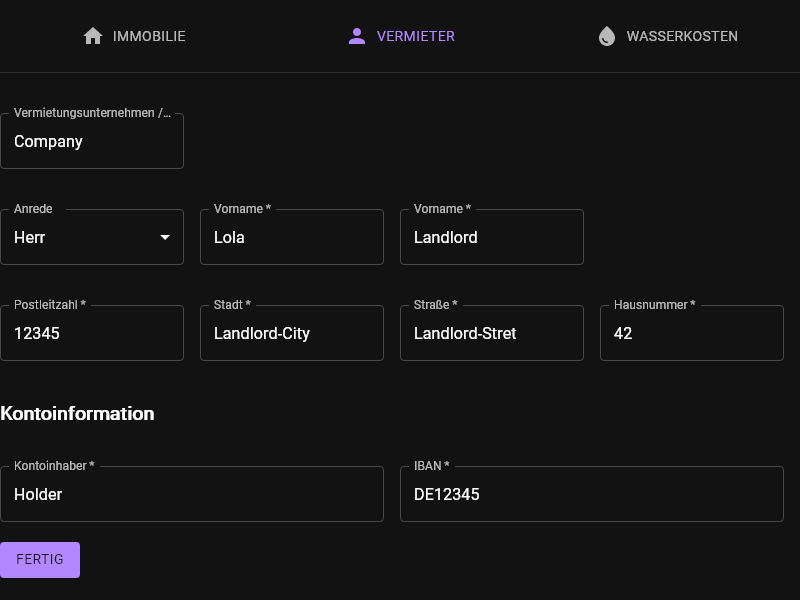 IMMOBILIE
VERMIETER
WASSERKOSTEN
Vermietungsunternehmen /…
Company
Anrede
Vorname *
Vorname *
Herr
Lola
Landlord
Postleitzahl *
Stadt *
Straße *
Hausnummer *
12345
Landlord-City
Landlord-Stret
42
Kontoinformation
Kontoinhaber *
IBAN *
Holder
DE12345
FERTIG